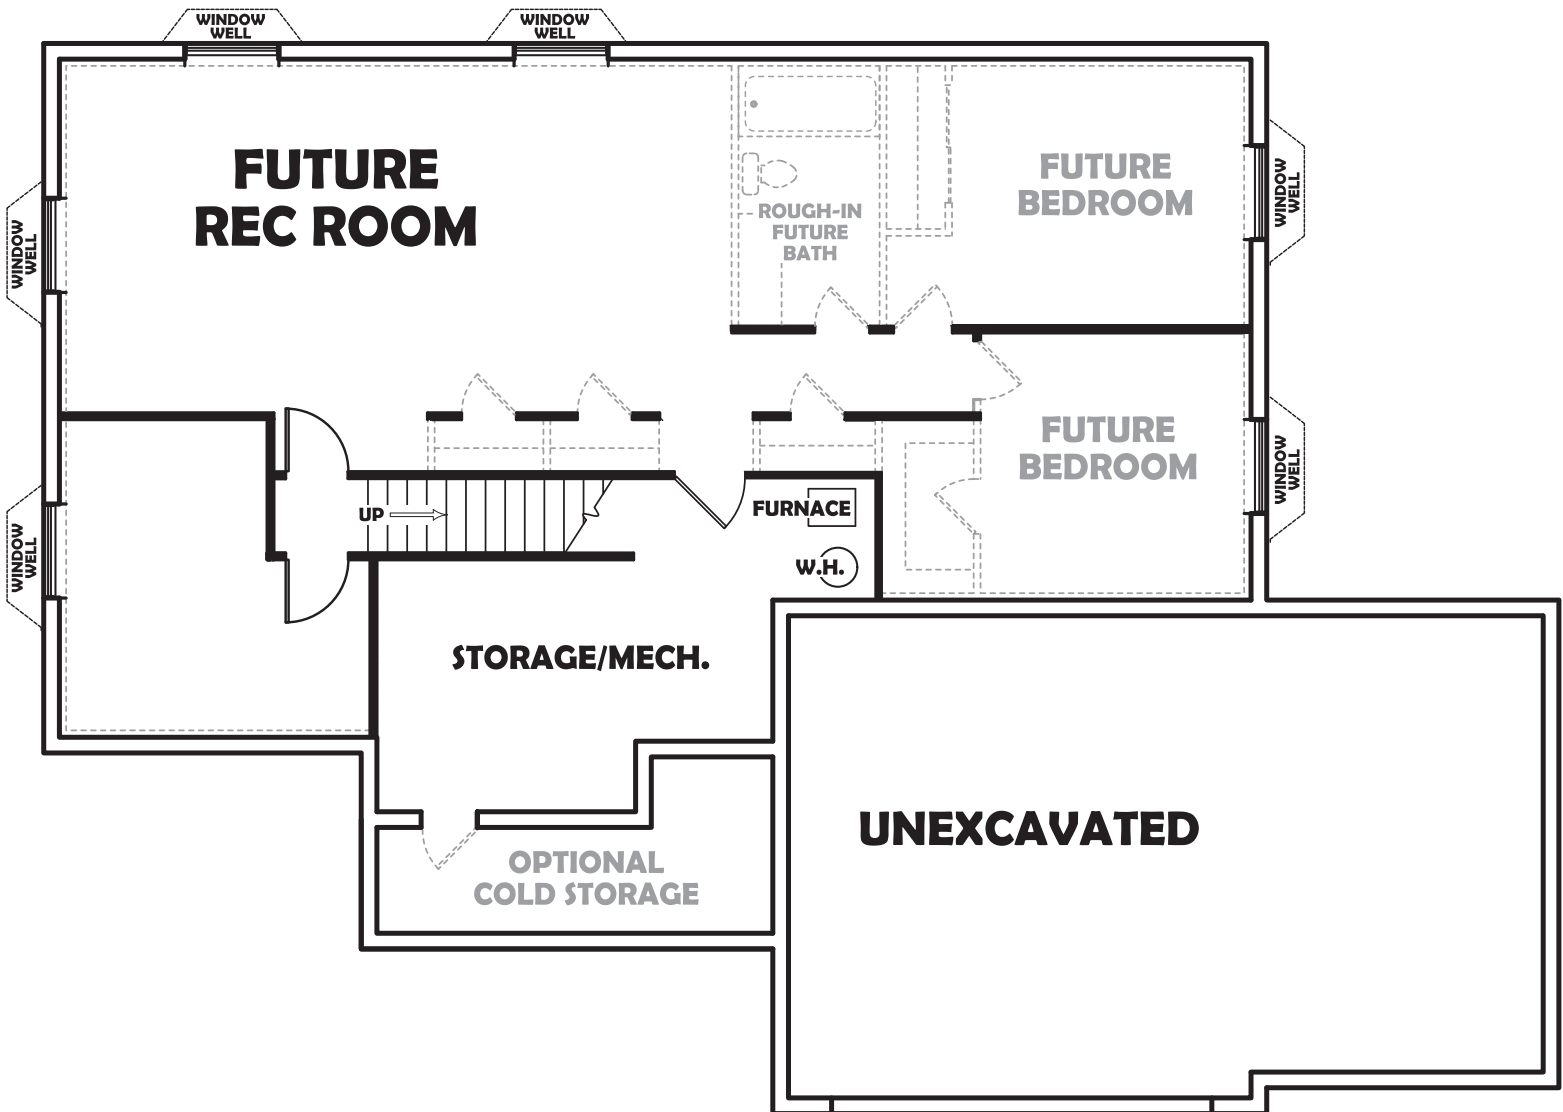 WINDOW
WELL
WINDOW
WELL
FUTURE
REC ROOM
ROUGH-IN
FUTURE
BATH
FUTURE
BEDROOM
WINDOW
WELL
WINDOW
WELL
FUTURE
BEDROOM
WINDOW
WELL
UP
FURNACE
W.H.
WINDOW
WELL
STORAGE/MECH.
UNEXCAVATED
OPTIONAL
COLD STORAGE